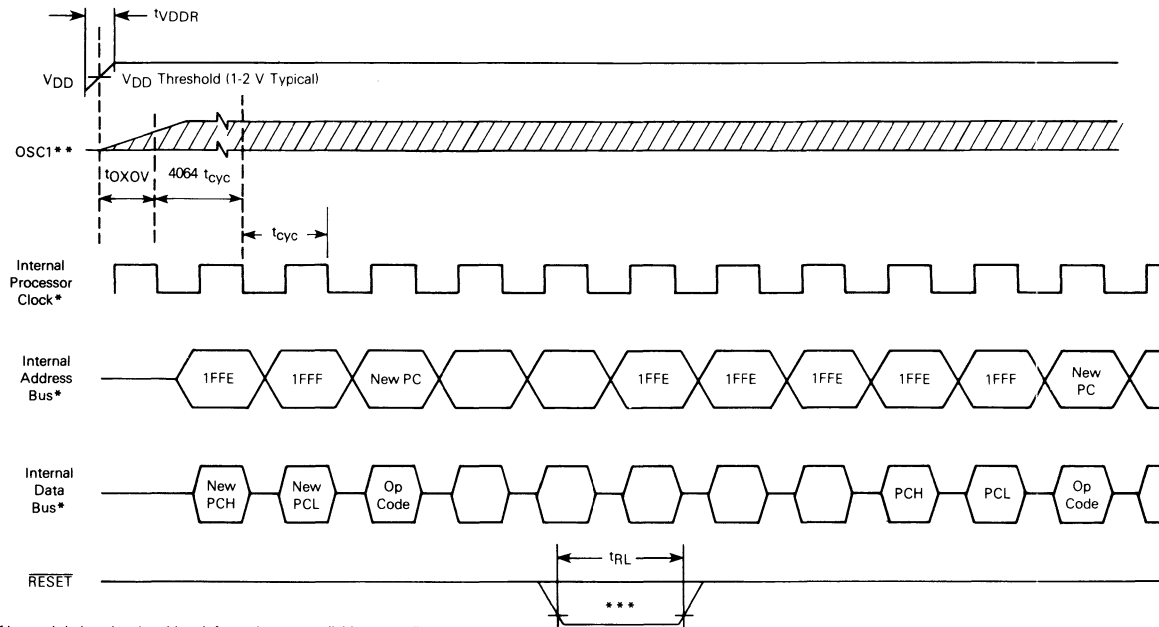 tVDDR
VDD
VDD Threshold (1-2 V Typical)
OSC1**
tOXOV
4064 tcyc
tcyc
Internal
Processor
Clock*
Internal
Address
Bus*
1FFE
1FFF
New PC
1FFE
1FFE
1FFE
1FFE
1FFF
New
PC
Internal
Data
Bus*
New
PCH
New
PCL
Op
Code
PCH
PCL
Op
Code
tRL
RESET
***